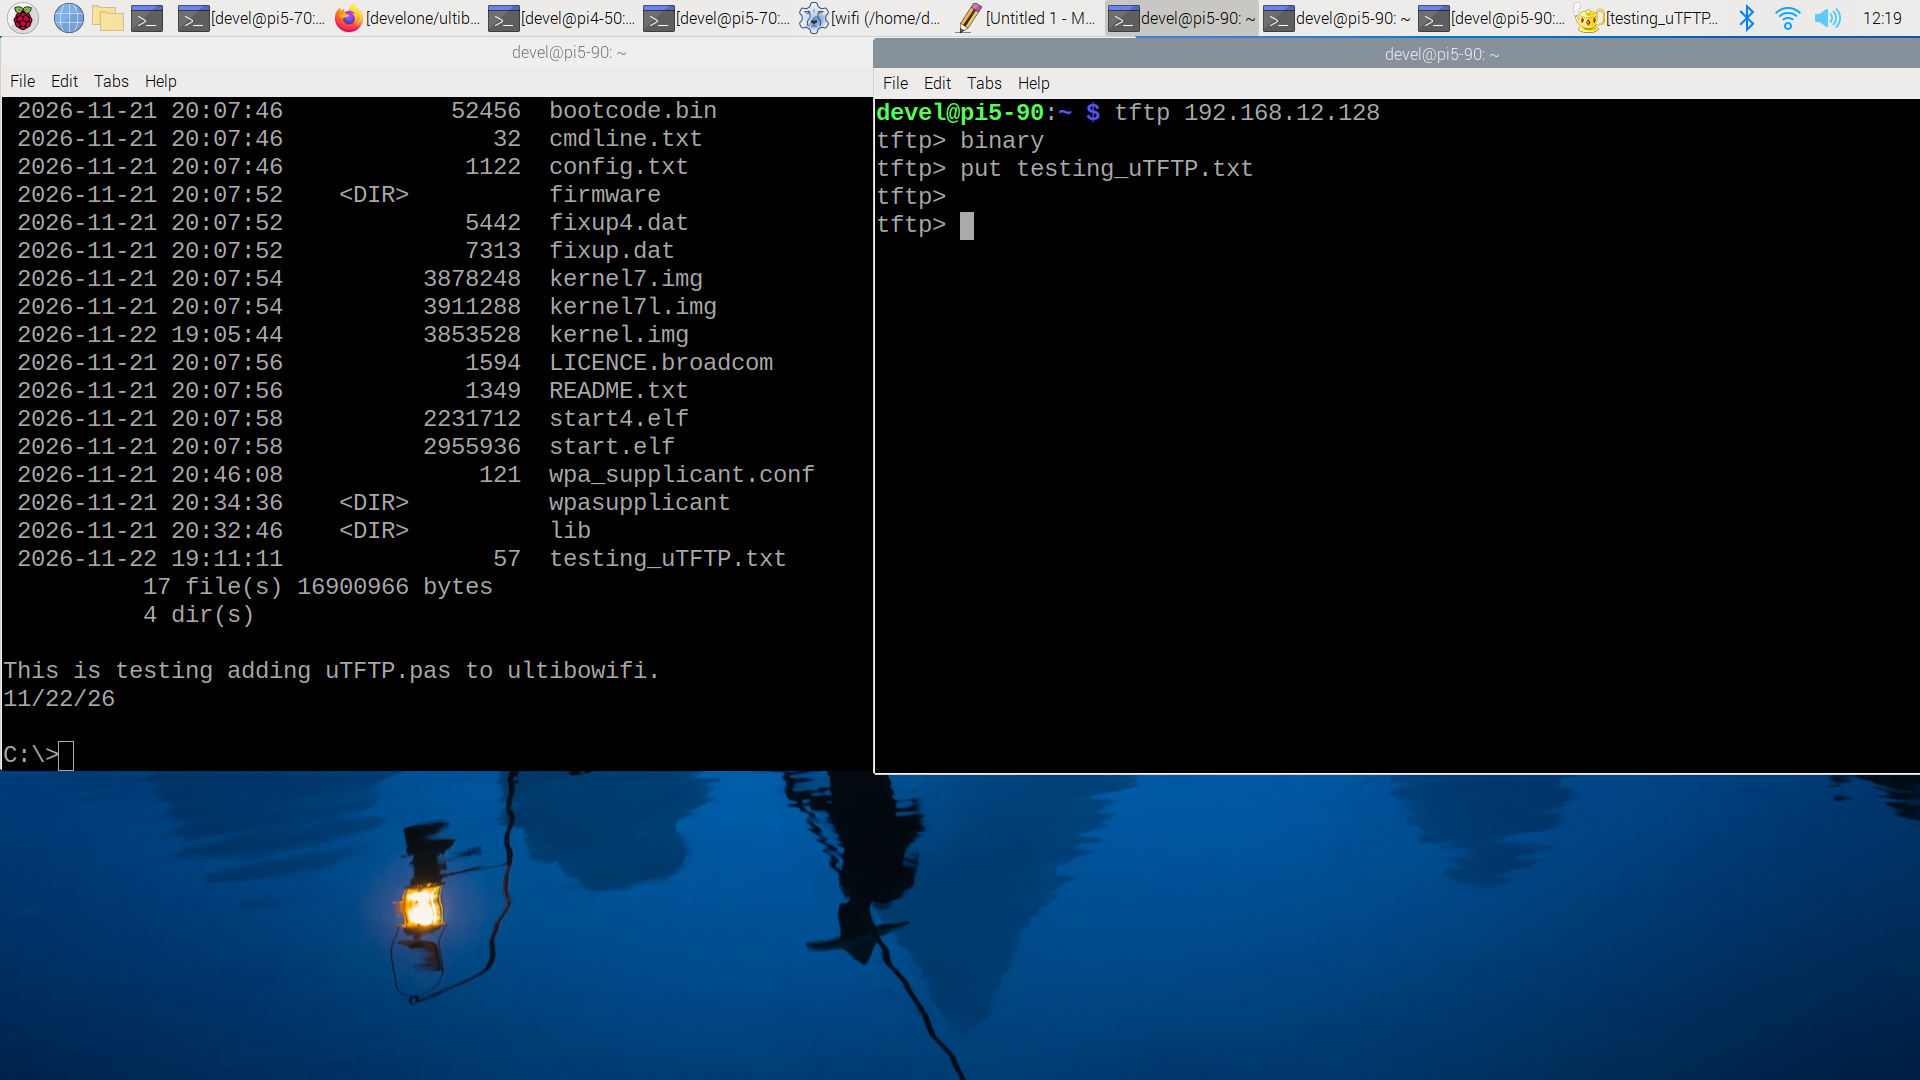 [devel@pi5-70:...
[develone/ultib...
[devel@pi4-50:...
[devel@pi5-70:...
[wifi (/home/d...
[Untitled 1 - M...
devel@pi5-90: ~
devel@pi5-90: ~
[devel@pi5-90:...
[testing_uTFTP...
12:19
devel@pi5-90: ~
File Edit Tabs Help
2026-11-21 20:07:46 52456 bootcode.bin
2026-11-21 20:07:46 32 cmdline.txt
2026-11-21 20:07:46 1122 config.txt
2026-11-21 20:07:52 <DIR> firmware
2026-11-21 20:07:52 5442 fixup4.dat
2026-11-21 20:07:52 7313 fixup.dat
2026-11-21 20:07:54 3878248 kernel7.img
2026-11-21 20:07:54 3911288 kernel7l.img
2026-11-22 19:05:44 3853528 kernel.img
2026-11-21 20:07:56 1594 LICENCE.broadcom
2026-11-21 20:07:56 1349 README.txt
2026-11-21 20:07:58 2231712 start4.elf
2026-11-21 20:07:58 2955936 start.elf
2026-11-21 20:46:08 121 wpa_supplicant.conf
2026-11-21 20:34:36 <DIR> wpasupplicant
2026-11-21 20:32:46 <DIR> lib
2026-11-22 19:11:11 57 testing_uTFTP.txt
17 file(s) 16900966 bytes
4 dir(s)
This is testing adding uTFTP.pas to ultibowifi.
11/22/26
C:\>
devel@pi5-90: ~
File Edit Tabs Help
devel@pi5-90:~ $ tftp 192.168.12.128
tftp> binary
tftp> put testing_uTFTP.txt
tftp>
tftp>